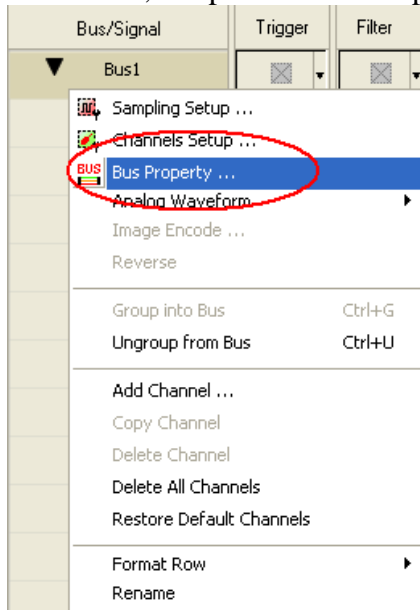 Bus/Signal Trigger Filter
Bus1
Sampling Setup ...
Channels Setup ...
BUS Bus Property ...
Analog Waveform
Image Encode ...
Reverse
Group into Bus Ctrl+G
Ungroup from Bus Ctrl+U
Add Channel ...
Copy Channel
Delete Channel
Delete All Channels
Restore Default Channels
Format Row
Rename